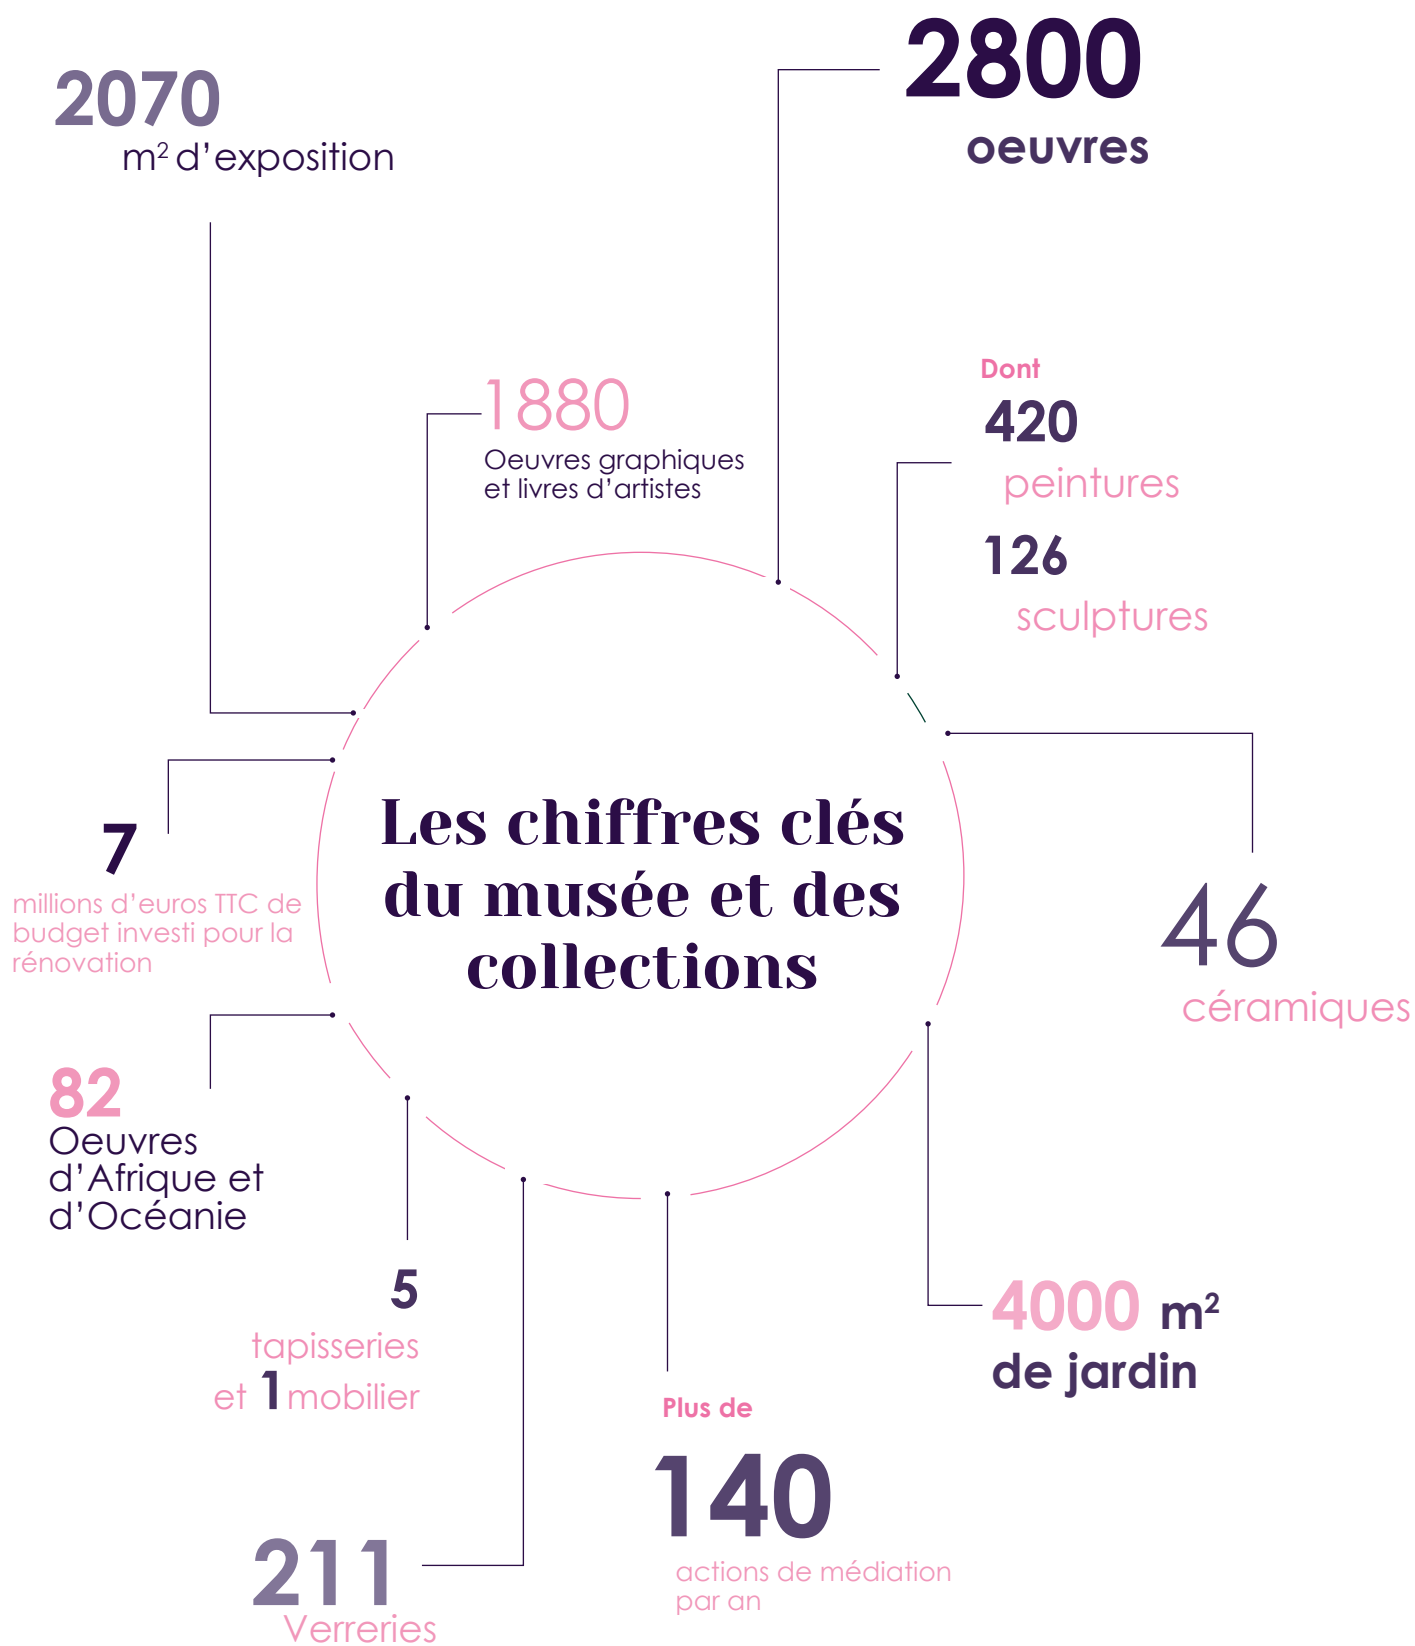 2070
m² d’exposition
2800
oeuvres
1880
Oeuvres graphiques
et livres d’artistes
Dont
420
peintures
126
sculptures
Les chiffres clés
du musée et des
collections
7
millions d’euros TTC de
budget investi pour la
rénovation
46
céramiques
82
Oeuvres
d’Afrique et
d’Océanie
5
tapisseries
et 1 mobilier
4000 m²
de jardin
Plus de
140
actions de médiation
par an
211
Verreries